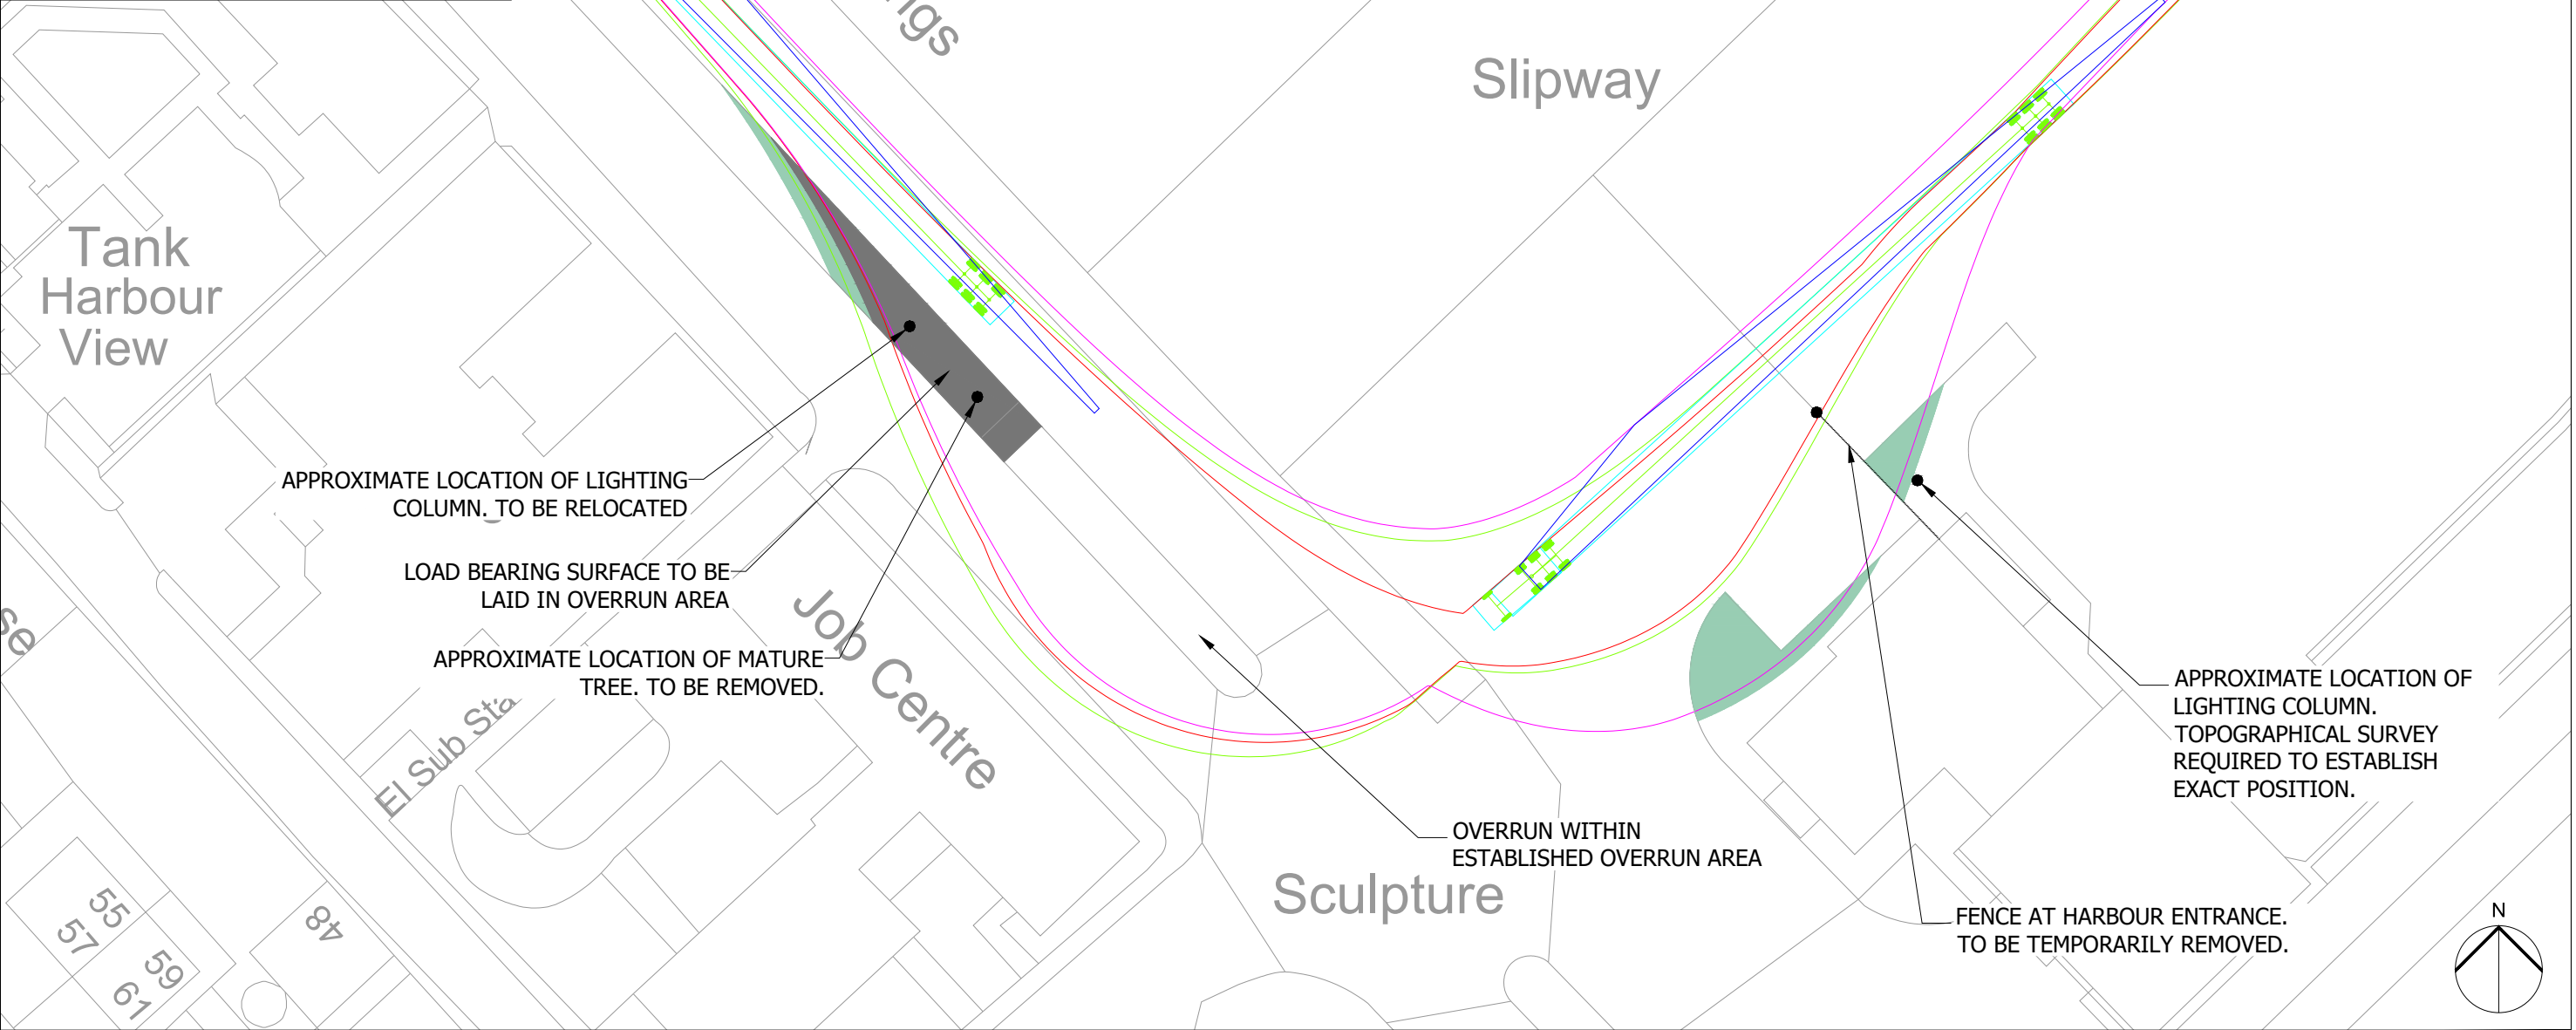 ngs
Slipway
Tank
Harbour
View
APPROXIMATE LOCATION OF LIGHTING
COLUMN. TO BE RELOCATED
LOAD BEARING SURFACE TO BE
LAID IN OVERRUN AREA
APPROXIMATE LOCATION OF MATURE
TREE. TO BE REMOVED.
se
El Sub Sta
Job Centre
APPROXIMATE LOCATION OF
LIGHTING COLUMN.
TOPOGRAPHICAL SURVEY
REQUIRED TO ESTABLISH
EXACT POSITION.
OVERRUN WITHIN
ESTABLISHED OVERRUN AREA
Sculpture
FENCE AT HARBOUR ENTRANCE.
TO BE TEMPORARILY REMOVED.
55
57
59
61
48
N